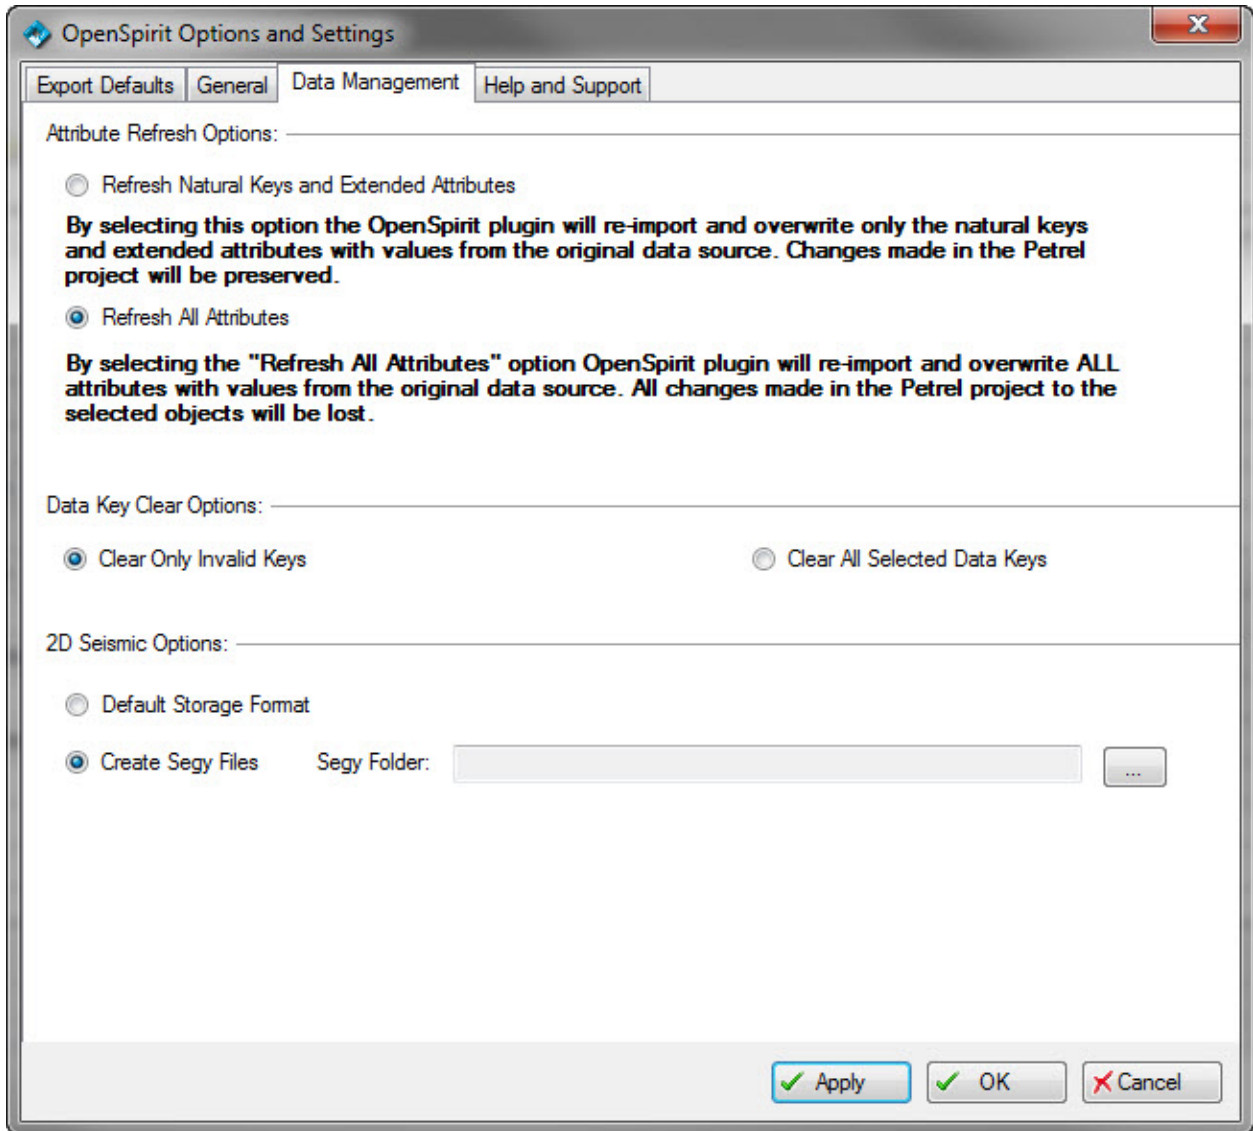 OpenSpirit Options and Settings
Export Defaults General Data Management Help and Support
Attribute Refresh Options:
Refresh Natural Keys and Extended Attributes
By selecting this option the OpenSpirit plugin will re-import and overwrite only the natural keys
and extended attributes with values from the original data source. Changes made in the Petrel
project will be preserved.
Refresh All Attributes
By selecting the "Refresh All Attributes" option OpenSpirit plugin will re-import and overwrite ALL
attributes with values from the original data source. All changes made in the Petrel project to the
selected objects will be lost.
Data Key Clear Options:
Clear Only Invalid Keys Clear All Selected Data Keys
2D Seismic Options:
Default Storage Format
Create Segy Files Segy Folder: ...
Apply OK Cancel